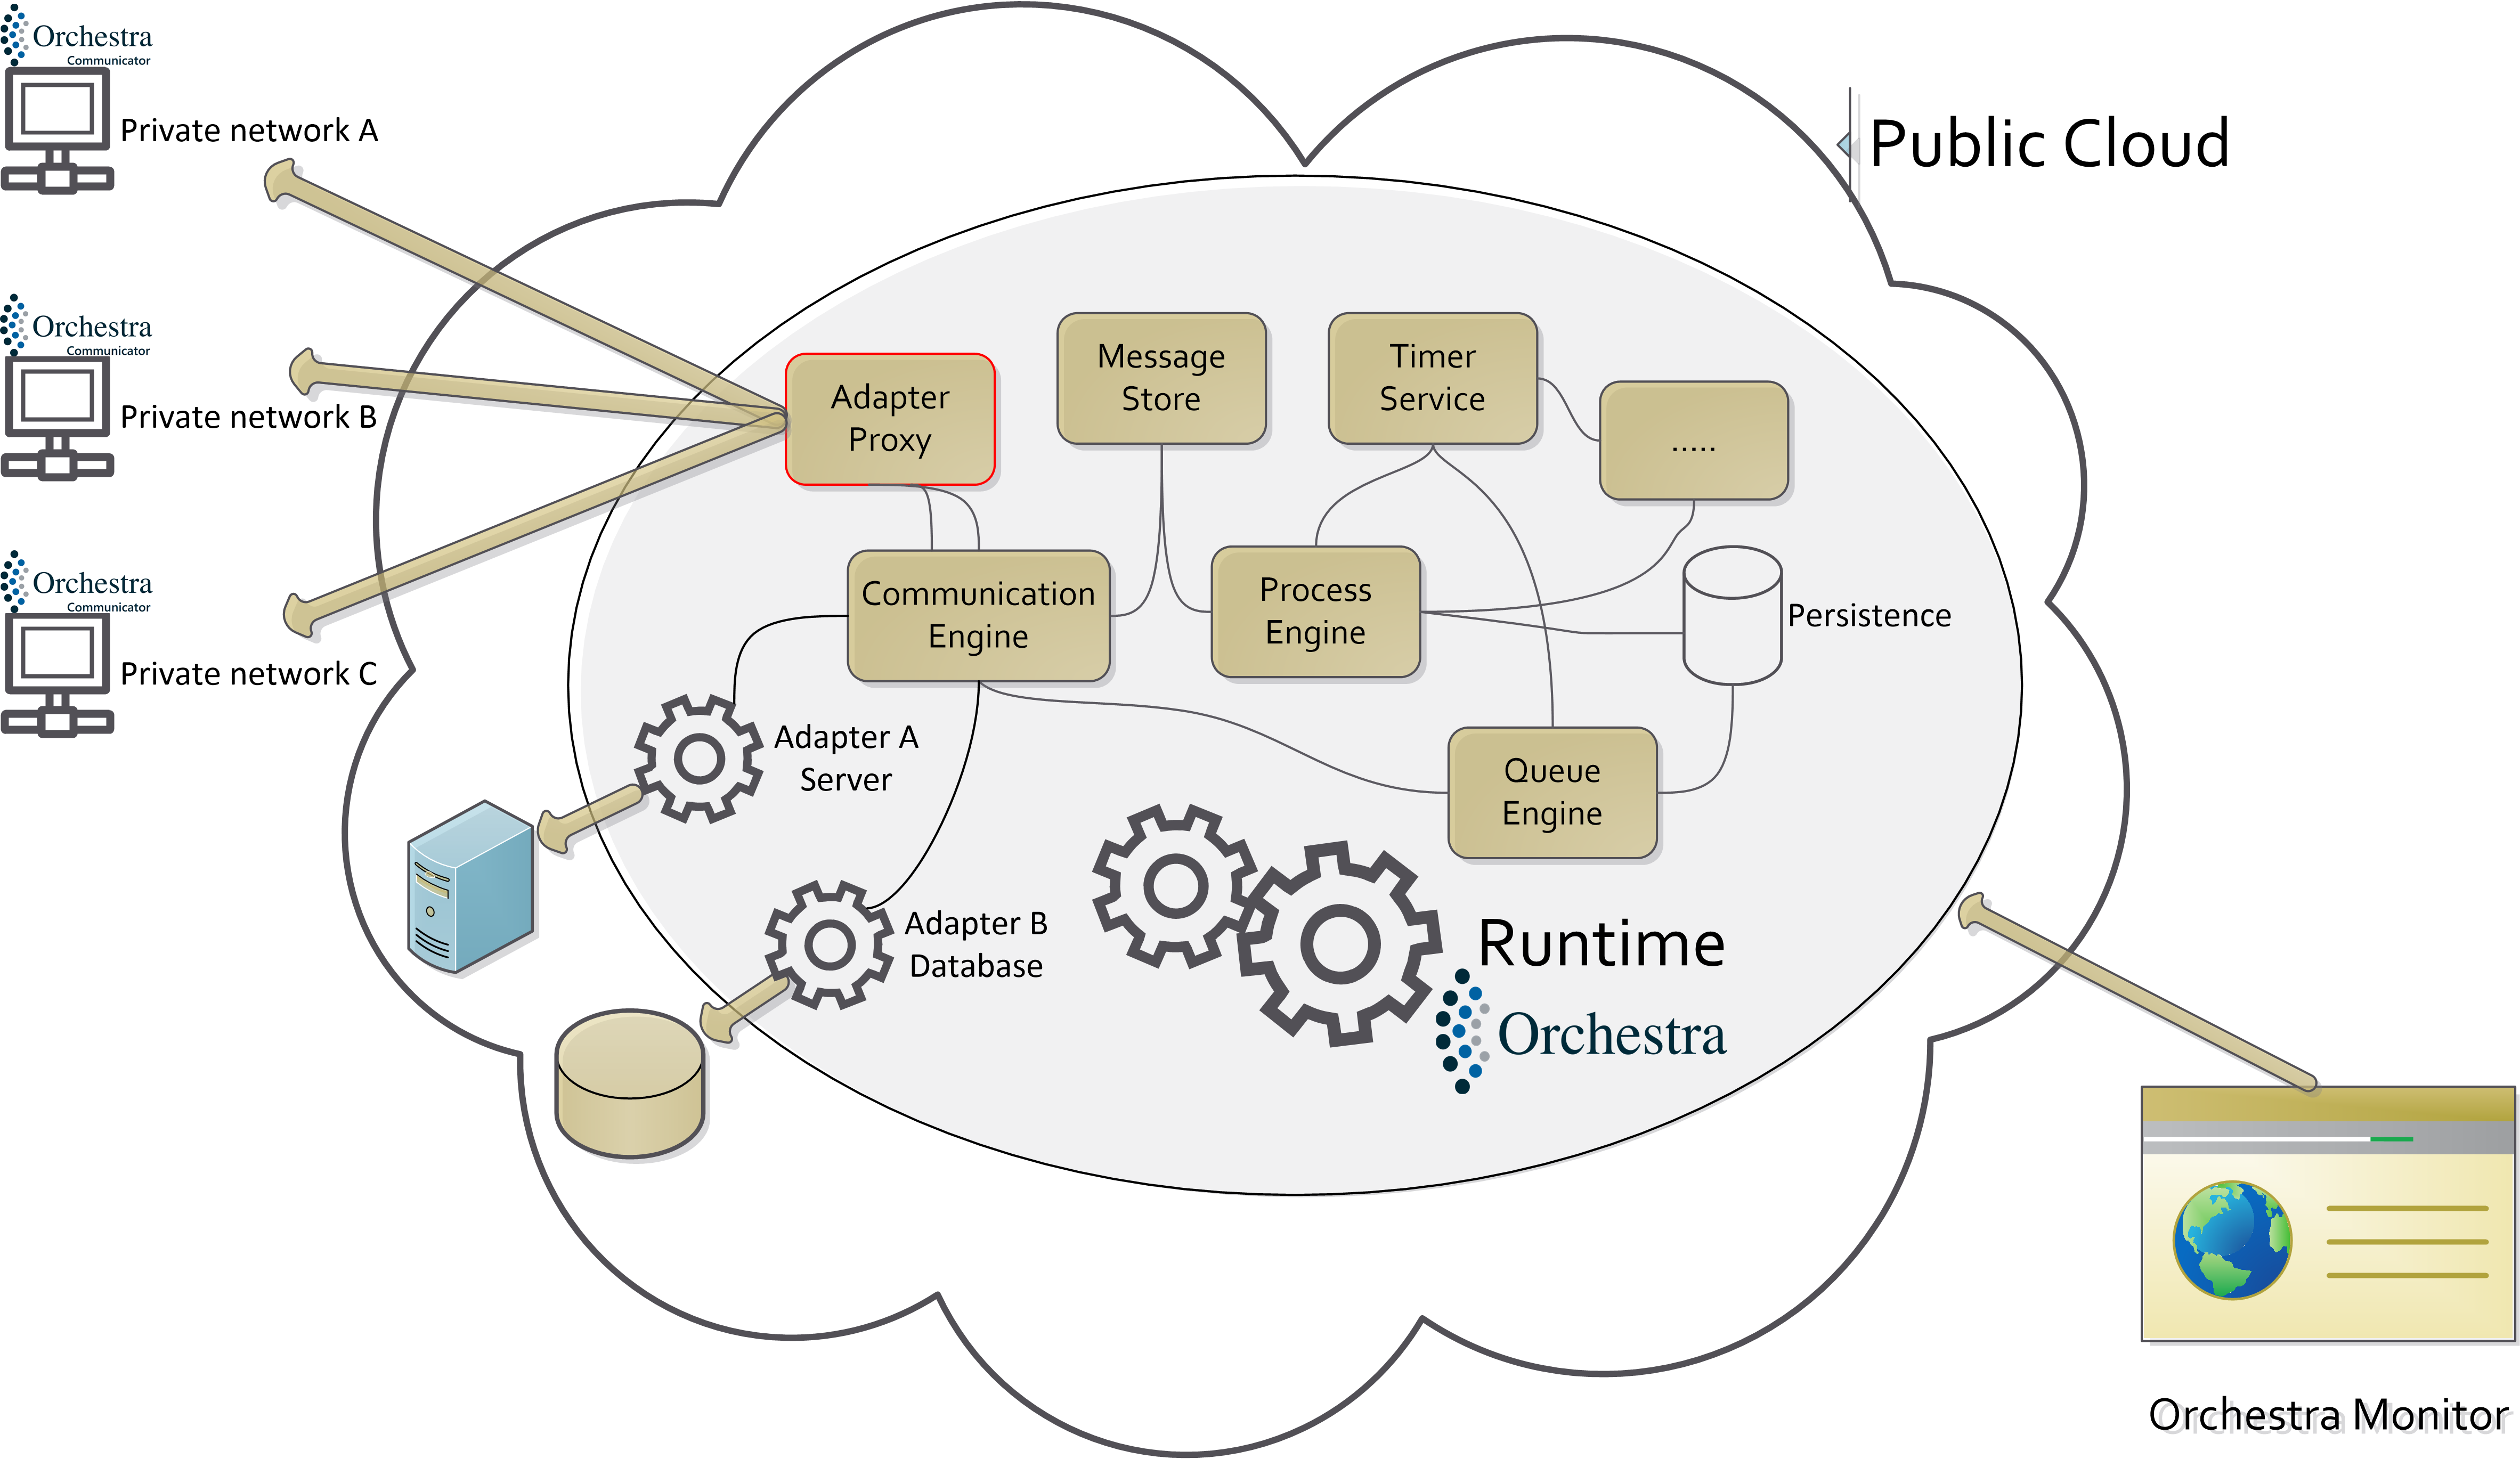 Orchestra
Communicator
Private network A
Public Cloud
Orchestra
Communicator
Private network B
Orchestra
Communicator
Private network C
Adapter
Proxy
Message
Store
Timer
Service
.....
Communication
Engine
Process
Engine
Persistence
Adapter A
Server
Queue
Engine
Adapter B
Database
Runtime
Orchestra
Orchestra Monitor